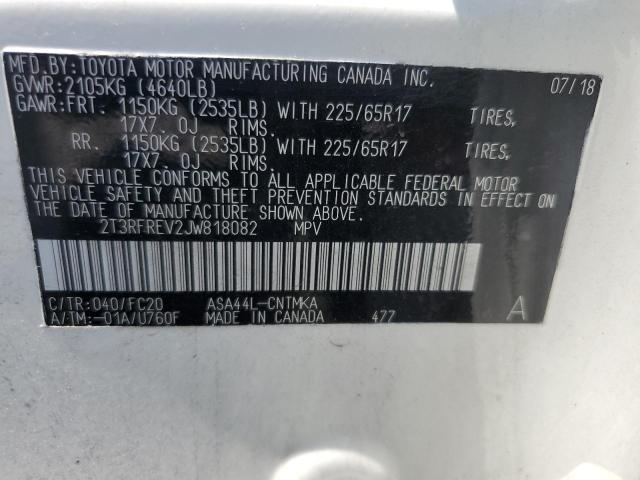 MFD.BY:TOYOTA MOTOR MANUFACTURING CANADA INC. 07/18
GVWR:2105KG (4640LB)
GAWR:FRT. 1150KG (2535LB) WITH 225/65R17 TIRES,
17X7.0J RIMS.
RR. 1150KG (2535LB) WITH 225/65R17 TIRES,
17X7.0J RIMS.
THIS VEHICLE CONFORMS TO ALL APPLICABLE FEDERAL MOTOR
VEHICLE SAFETY AND THEFT PREVENTION STANDARDS IN EFFECT ON
THE DATE OF MANUFACTURE SHOWN ABOVE.
2T3RFREV2JW818082 MPV
C/TR:040/FC20 ASA44L-CNTMKA
A/TM:-01A/U760F MADE IN CANADA 477 A